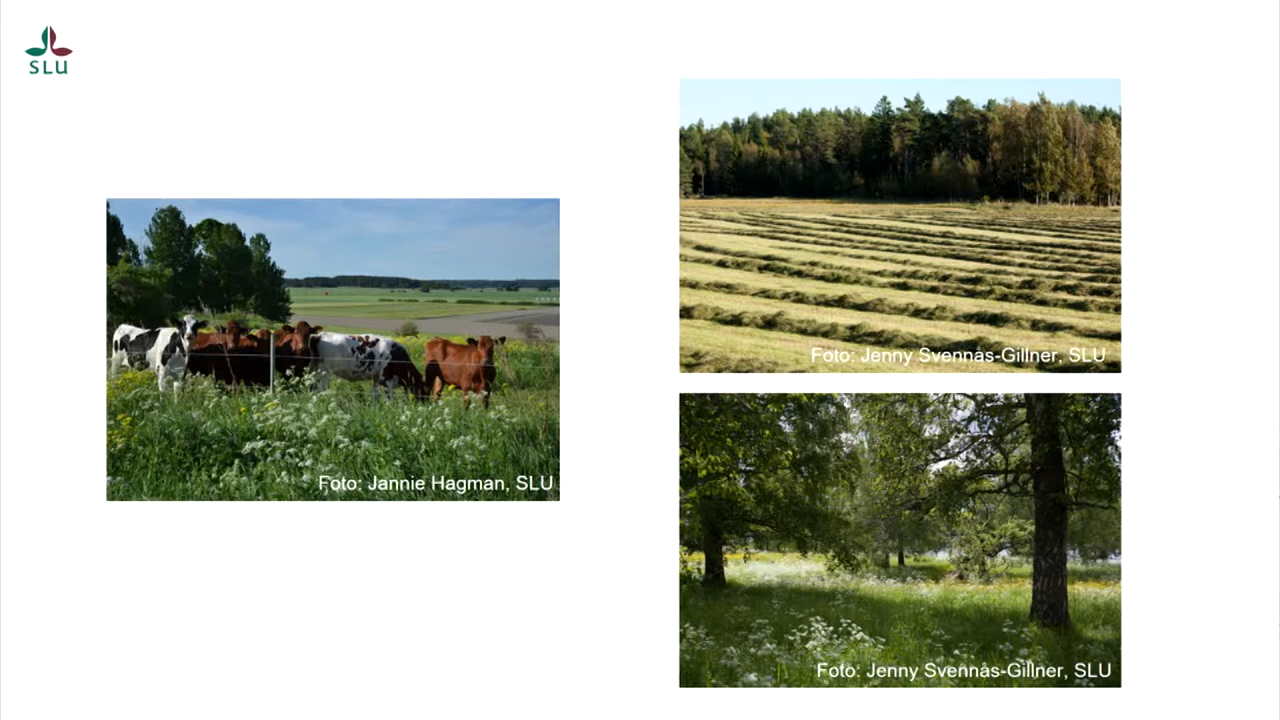 SLU
Foto: Jannie Hagman, SLU
Foto: Jenny Svennås-Gillner, SLU
Foto: Jenny Svennås-Gillner, SLU